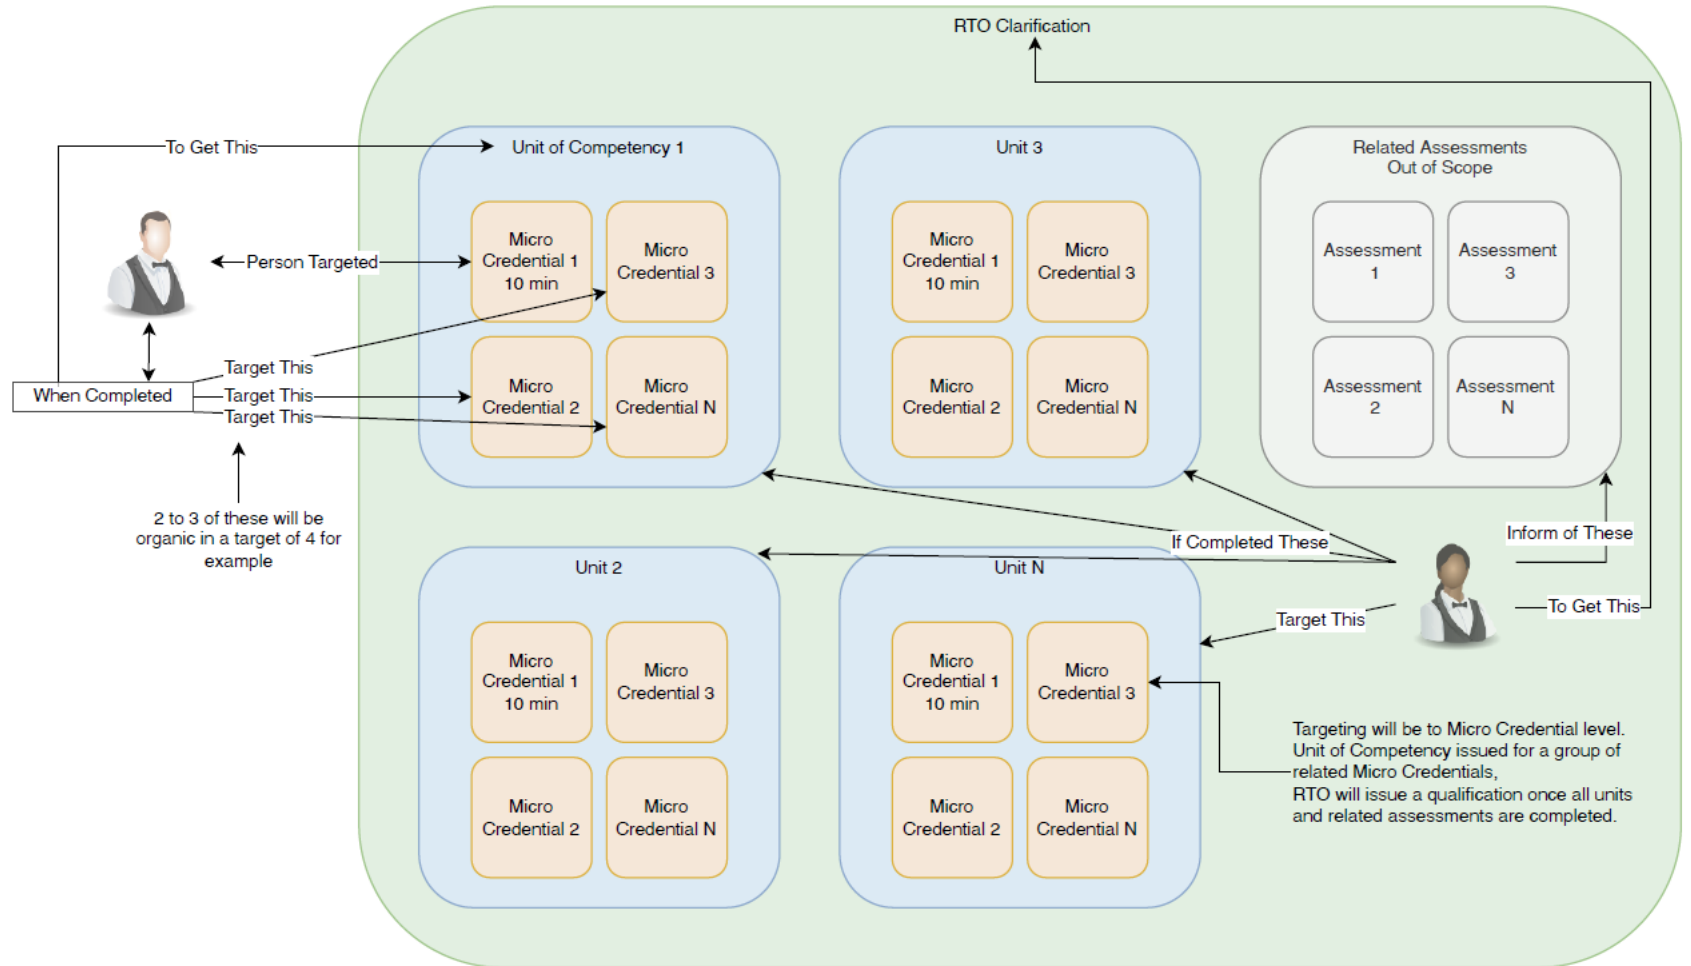 RTO Clarification
To Get This
Unit of Competency 1
Unit 3
Related Assessments
Out of Scope
Person Targeted
Micro
Credential 1
10 min
Micro
Credential 3
Micro
Credential 1
10 min
Micro
Credential 3
Assessment
1
Assessment
3
Target This
Target This
Target This
When Completed
Micro
Credential 2
Micro
Credential N
Micro
Credential 2
Micro
Credential N
Assessment
2
Assessment
N
2 to 3 of these will be
organic in a target of 4 for
example
If Completed These
Inform of These
Unit 2
Unit N
To Get This
Target This
Micro
Credential 1
10 min
Micro
Credential 3
Micro
Credential 1
10 min
Micro
Credential 3
Targeting will be to Micro Credential level.
Unit of Competency issued for a group of
related Micro Credentials,
RTO will issue a qualification once all units
and related assessments are completed.
Micro
Credential 2
Micro
Credential N
Micro
Credential 2
Micro
Credential N